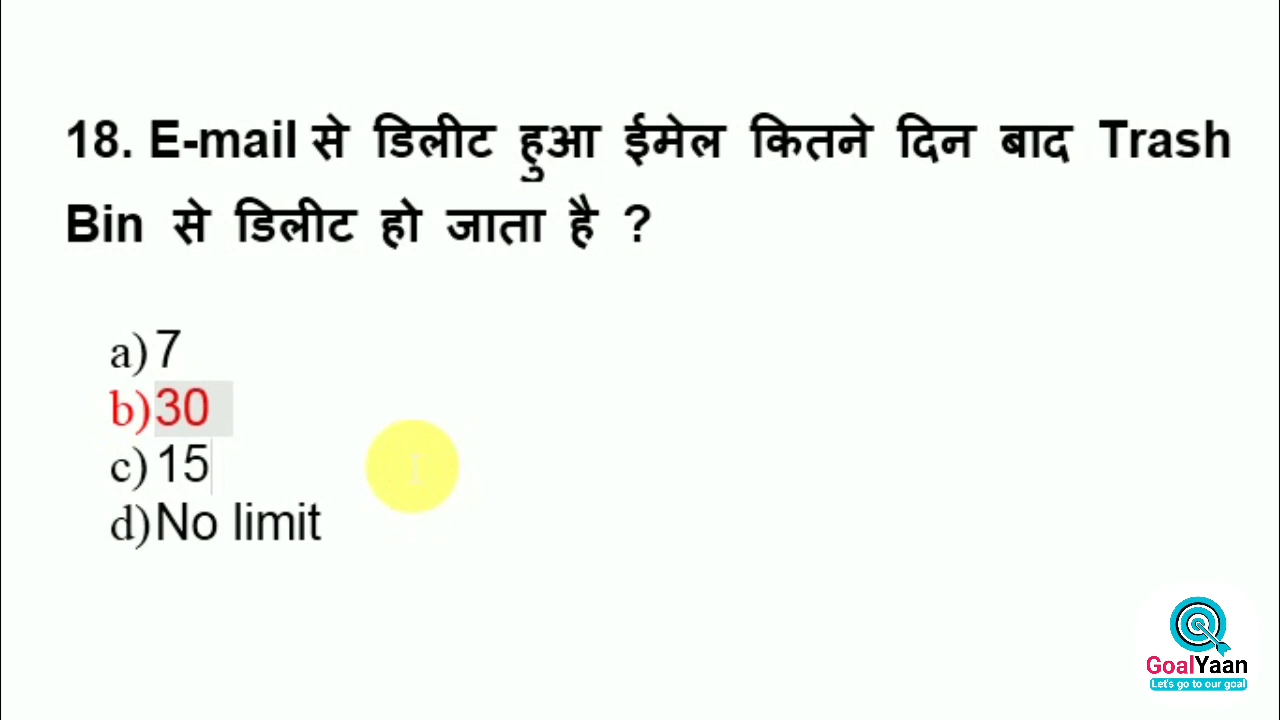 18. E-mail से डिलीट हुआ ईमेल कितने दिन बाद Trash
Bin से डिलीट हो जाता है ?
a) 7
b) 30
c) 15
d) No limit
GoalYaan
Let's go to our goal